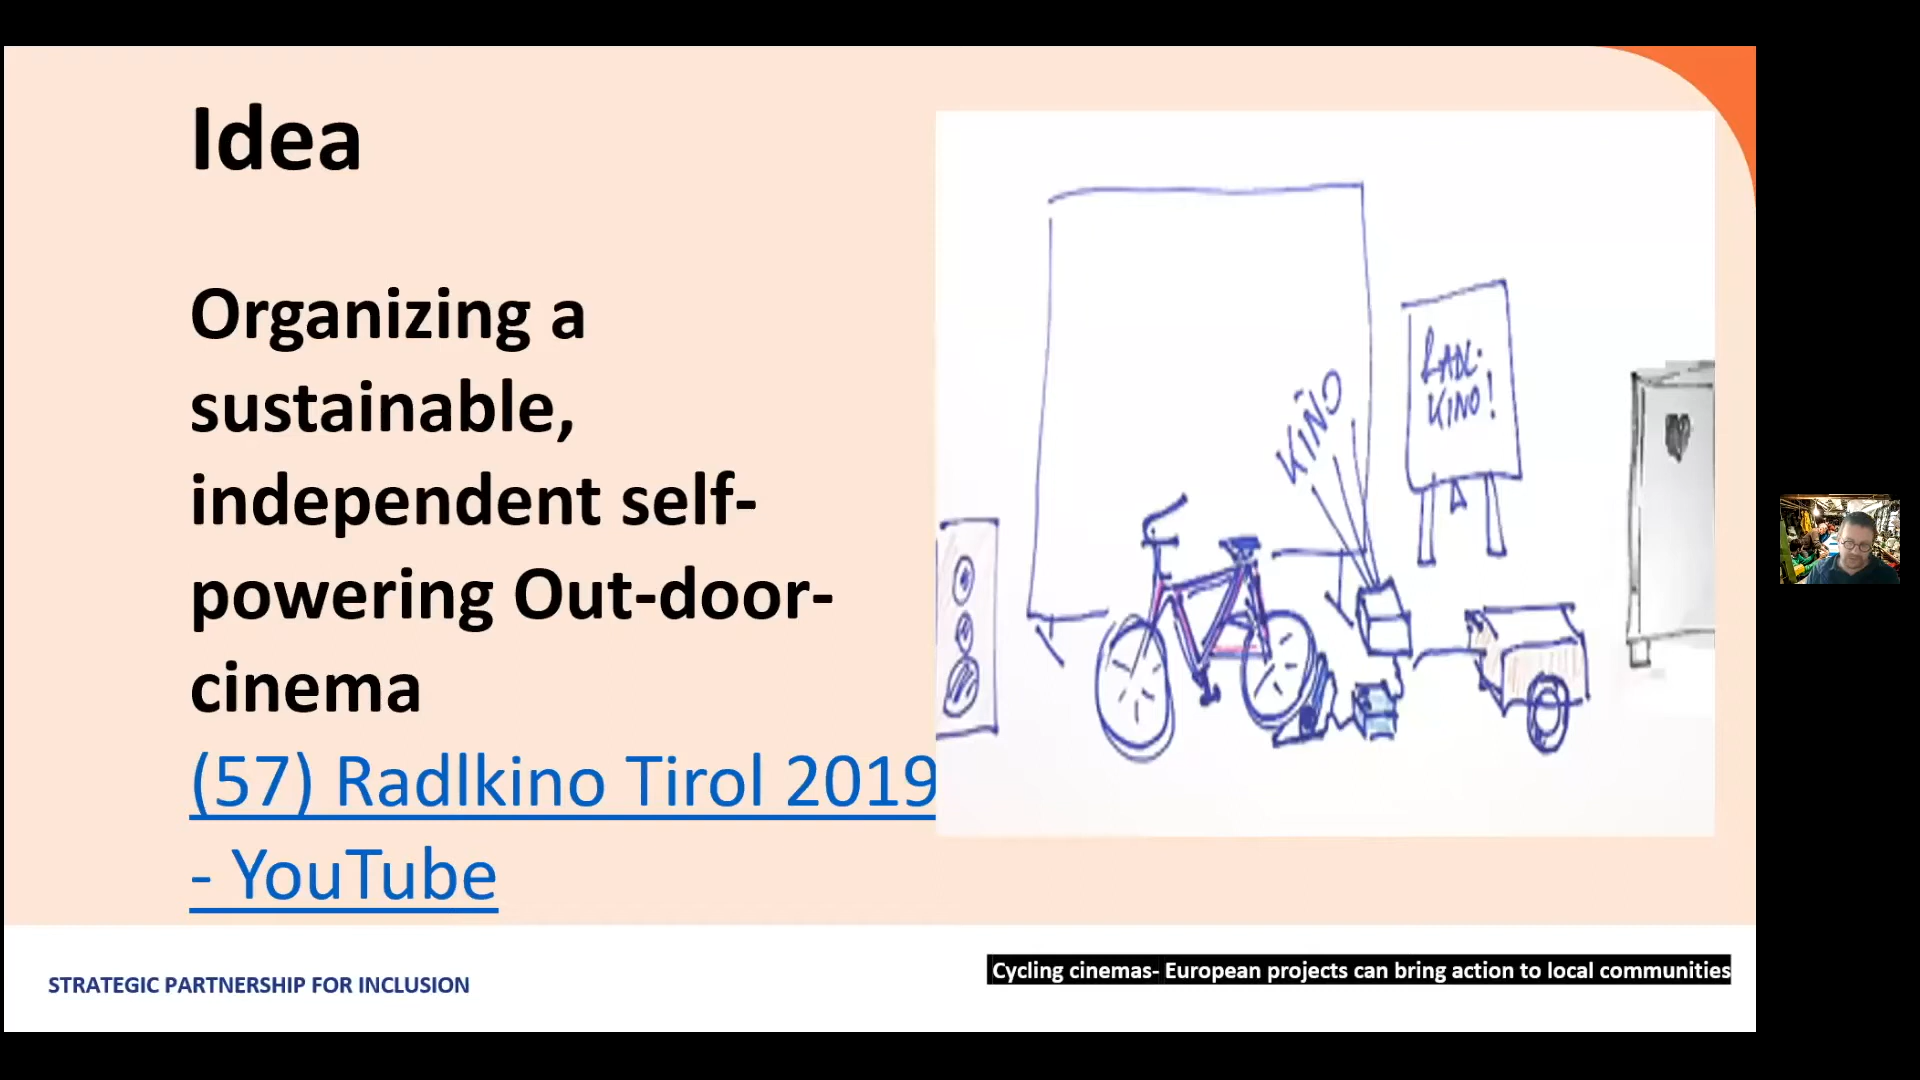 Idea
Organizing a
sustainable,
independent self-
powering Out-door-
cinema
(57) Radlkino Tirol 2019
- YouTube
KINO
RADL-
KINO!
STRATEGIC PARTNERSHIP FOR INCLUSION
Cycling cinemas- European projects can bring action to local communities